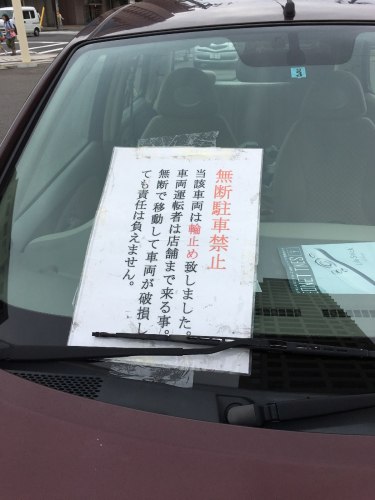 無断駐車禁止
当該車両は輪止め致しました。
車両運転者は店舗まで来る事。
無断で移動して車両が破損し
ても責任は負えません。